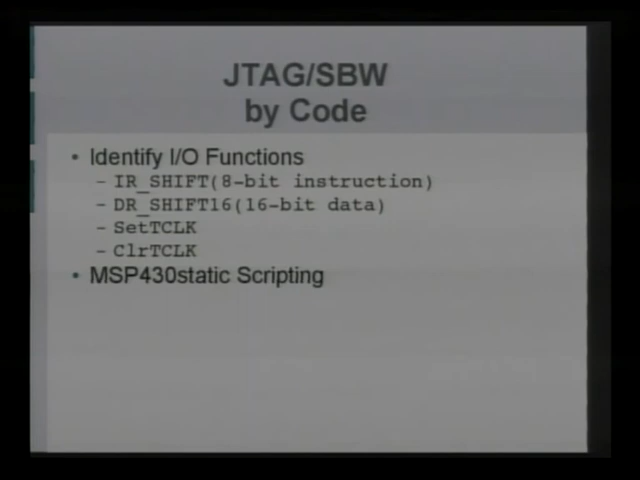 JTAG/SBW
by Code
• Identify I/O Functions
– IR_SHIFT(8-bit instruction)
– DR_SHIFT16(16-bit data)
– SetTCLK
– ClrTCLK
• MSP430static Scripting